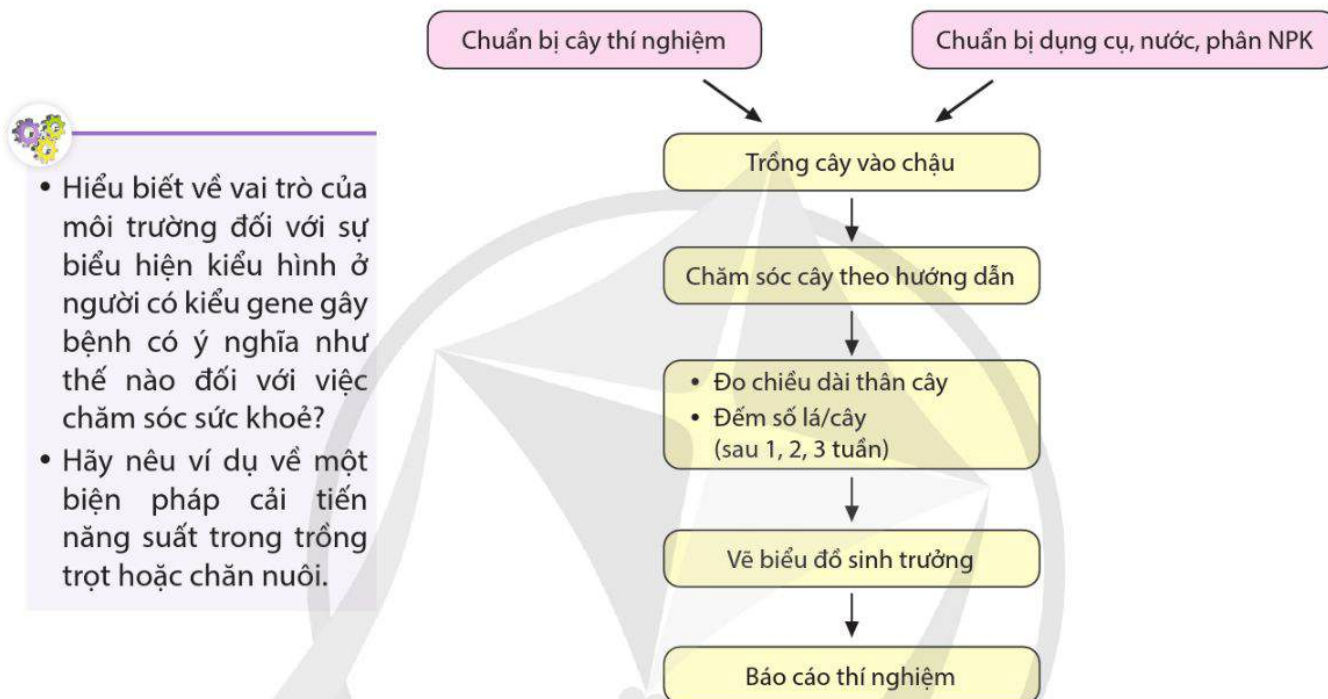 Chuẩn bị cây thí nghiệm
Chuẩn bị dụng cụ, nước, phân NPK
Trồng cây vào chậu
Chăm sóc cây theo hướng dẫn
• Đo chiều dài thân cây
• Đếm số lá/cây
(sau 1, 2, 3 tuần)
Vẽ biểu đồ sinh trưởng
Báo cáo thí nghiệm
• Hiểu biết về vai trò của
môi trường đối với sự
biểu hiện kiểu hình ở
người có kiểu gene gây
bệnh có ý nghĩa như
thế nào đối với việc
chăm sóc sức khoẻ?
• Hãy nêu ví dụ về một
biện pháp cải tiến
năng suất trong trồng
trọt hoặc chăn nuôi.